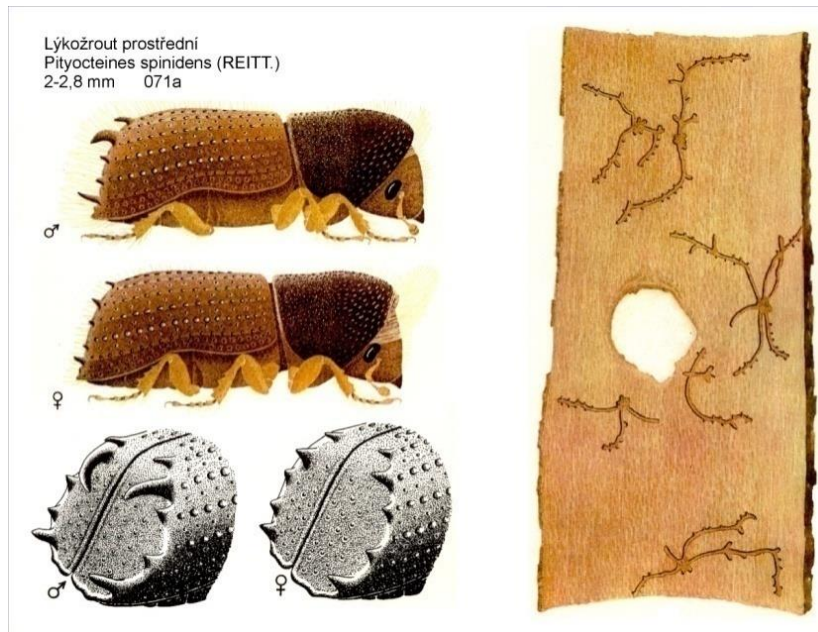 Lýkožrout prostřední
Pityocteines spinidens (REITT.)
2-2,8 mm 071a
♂
♀
♂
♀